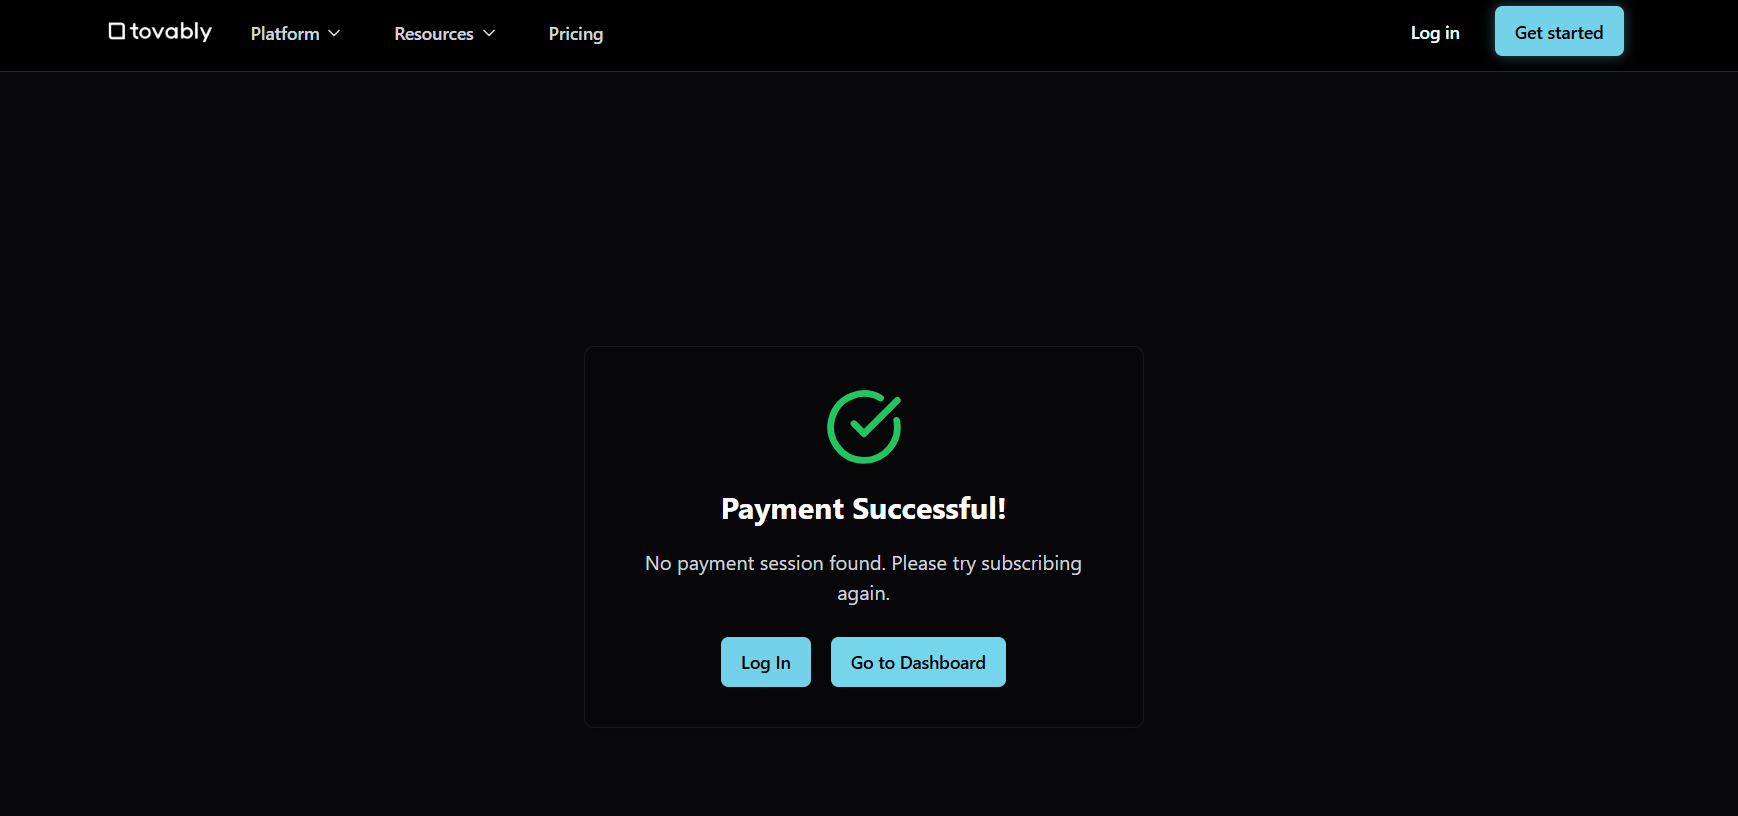 tovably Platform Resources Pricing Log in Get started
Payment Successful!
No payment session found. Please try subscribing
again.
Log In Go to Dashboard